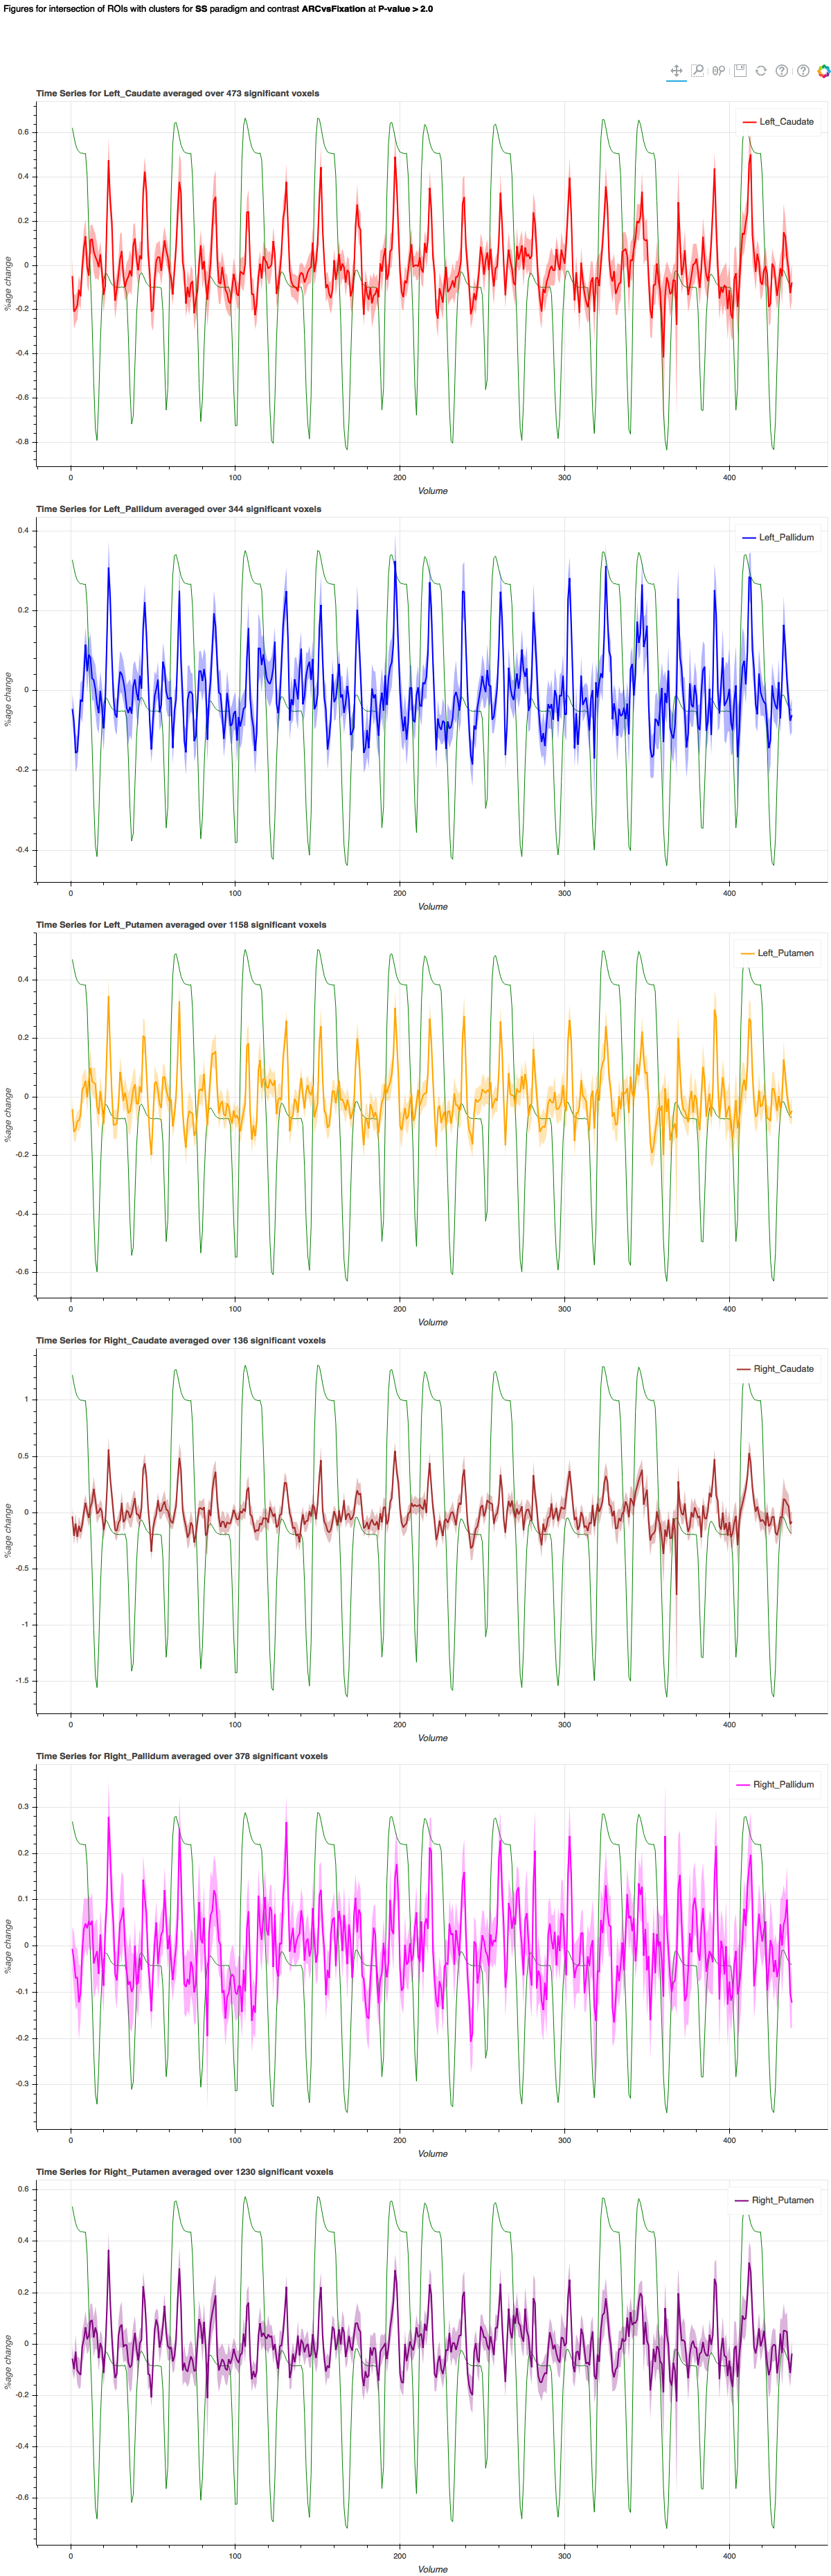 Figures for intersection of ROIs with clusters for SS paradigm and contrast ARCvsFixation at P-value > 2.0
Time Series for Left_Caudate averaged over 473 significant voxels
Left_Caudate
0.6
0.4
0.2
0
-0.2
-0.4
-0.6
-0.8
%age change
0 100 200 300 400
Volume
Time Series for Left_Pallidum averaged over 344 significant voxels
Left_Pallidum
0.4
0.2
0
-0.2
-0.4
%age change
0 100 200 300 400
Volume
Time Series for Left_Putamen averaged over 1158 significant voxels
Left_Putamen
0.4
0.2
0
-0.2
-0.4
-0.6
%age change
0 100 200 300 400
Volume
Time Series for Right_Caudate averaged over 136 significant voxels
Right_Caudate
1
0.5
0
-0.5
-1
-1.5
%age change
0 100 200 300 400
Volume
Time Series for Right_Pallidum averaged over 378 significant voxels
Right_Pallidum
0.3
0.2
0.1
0
-0.1
-0.2
-0.3
%age change
0 100 200 300 400
Volume
Time Series for Right_Putamen averaged over 1230 significant voxels
Right_Putamen
0.6
0.4
0.2
0
-0.2
-0.4
-0.6
%age change
0 100 200 300 400
Volume